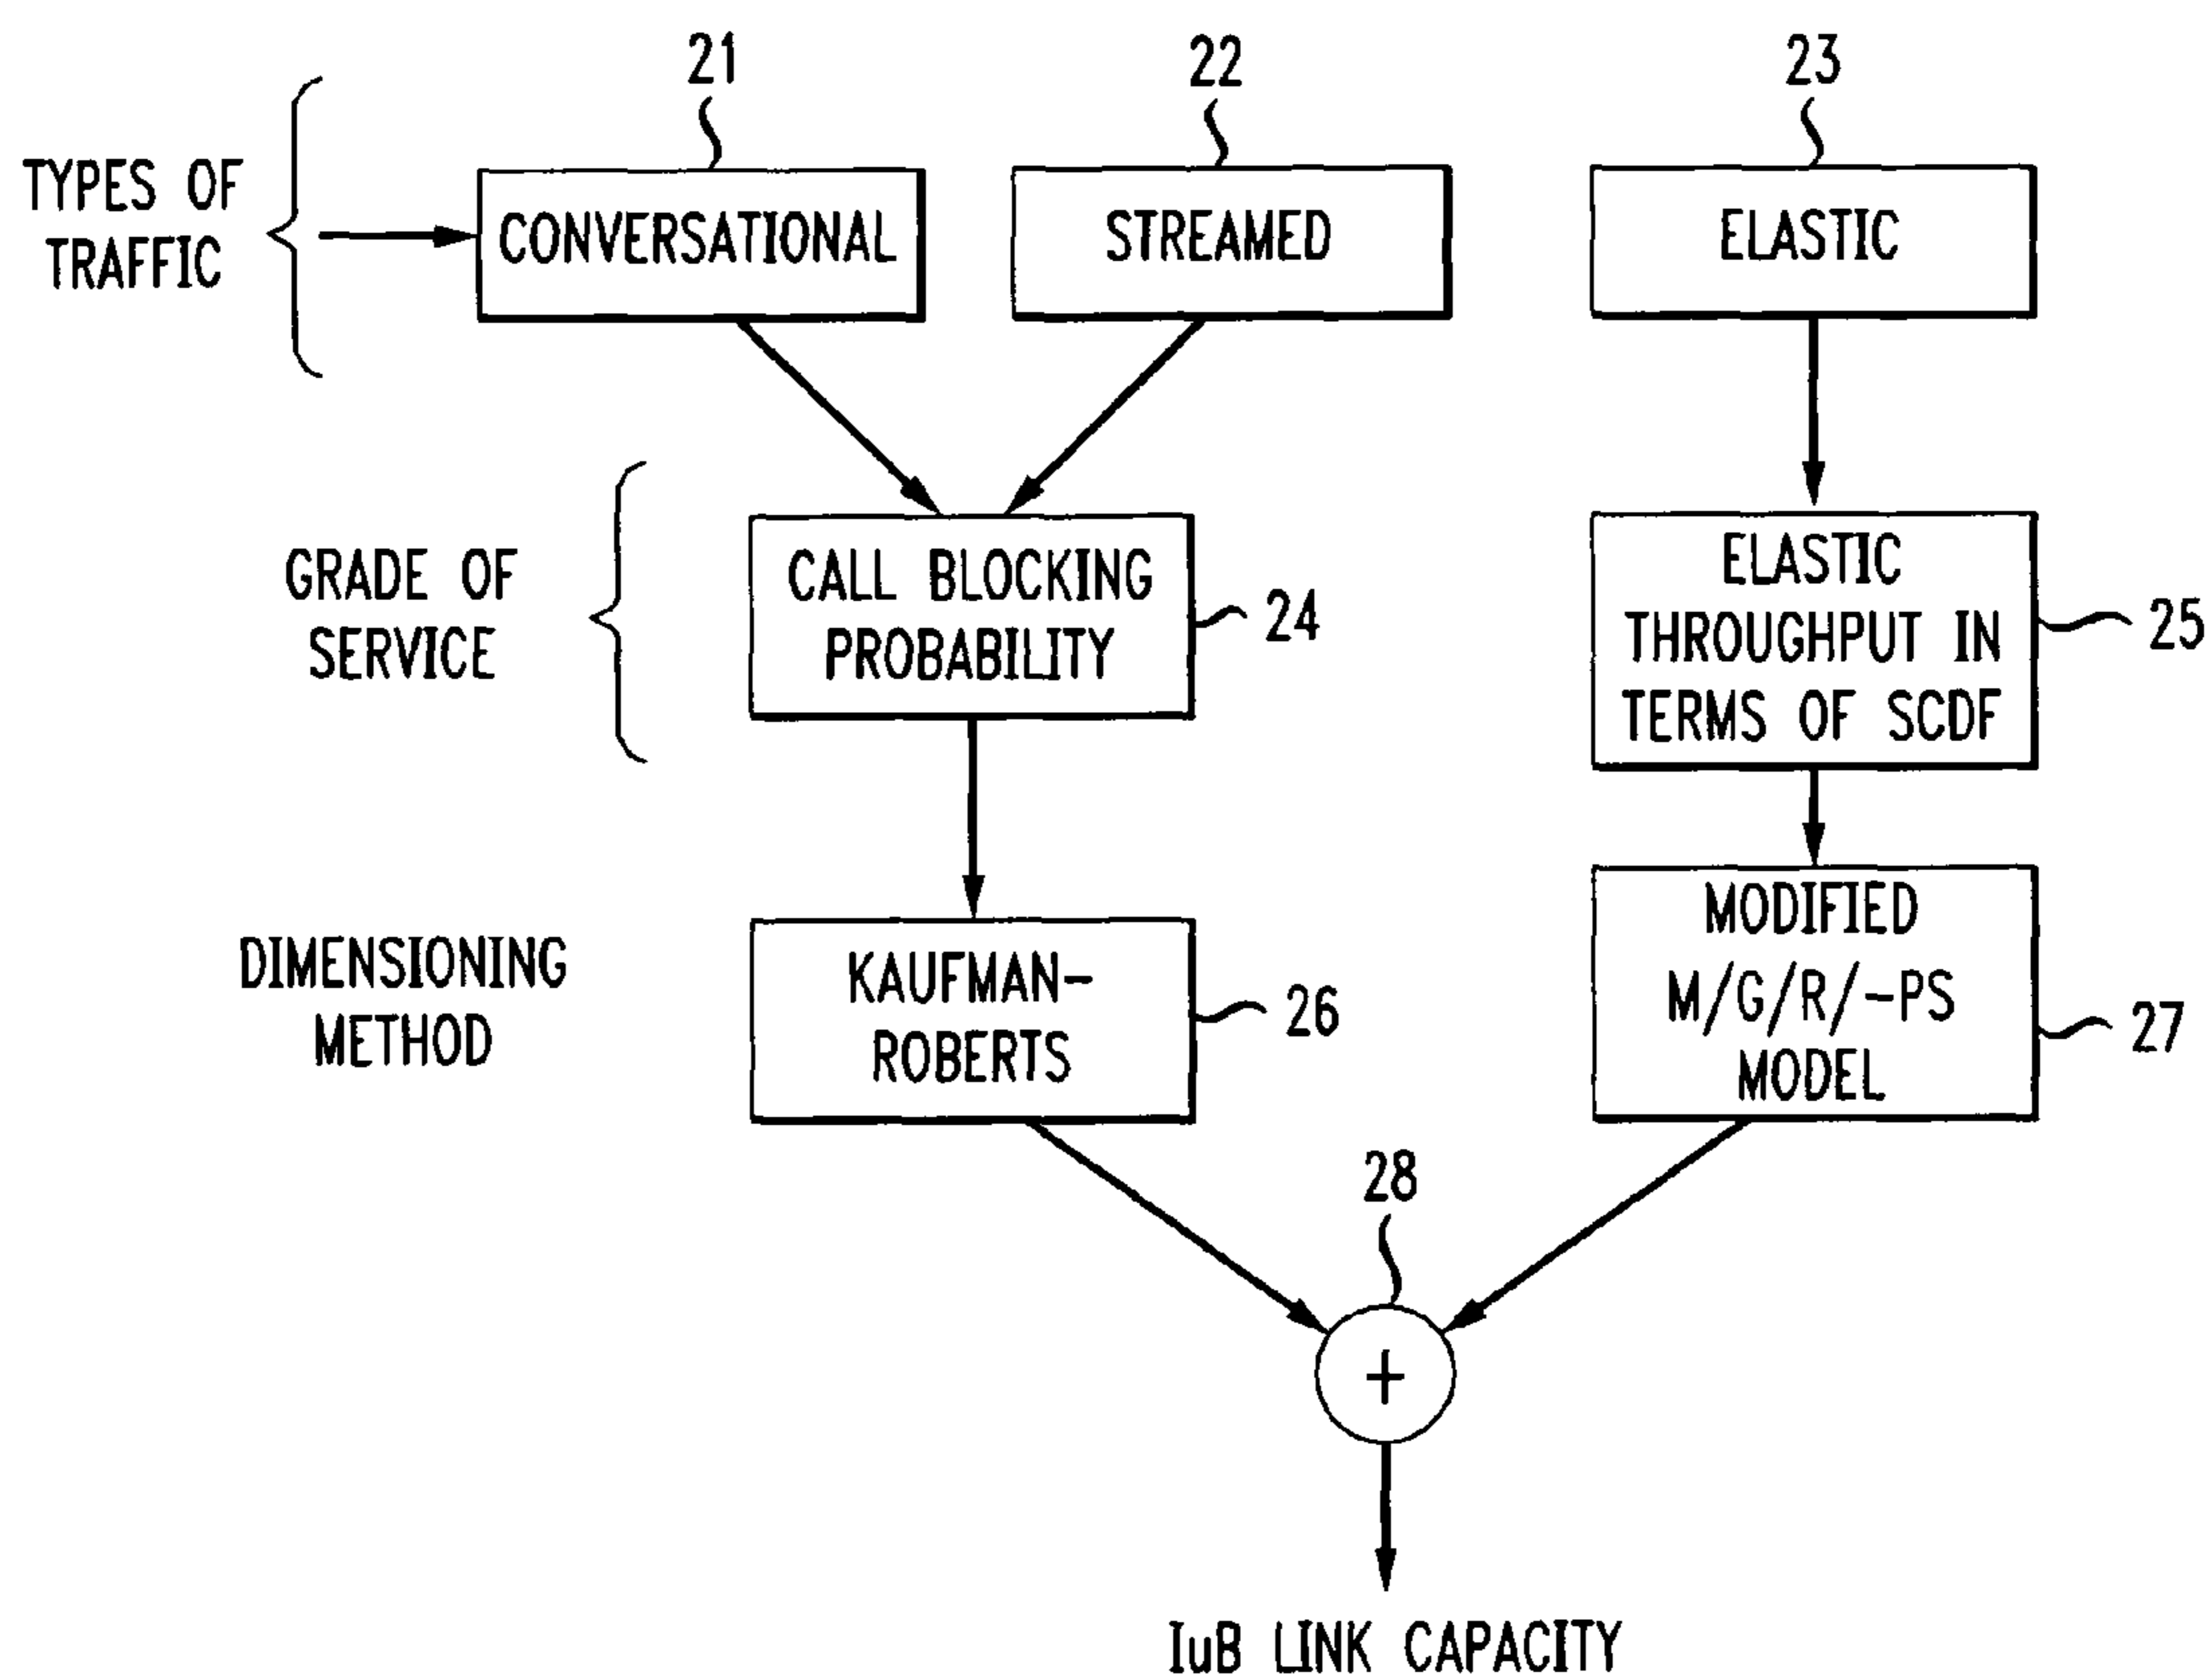 21
22
23
TYPES OF
TRAFFIC
CONVERSATIONAL
STREAMED
ELASTIC
GRADE OF
SERVICE
CALL BLOCKING
PROBABILITY
24
ELASTIC
THROUGHPUT IN
TERMS OF SCDF
25
DIMENSIONING
METHOD
KAUFMAN-
ROBERTS
26
MODIFIED
M/G/R/-PS
MODEL
27
28
+
IuB LINK CAPACITY